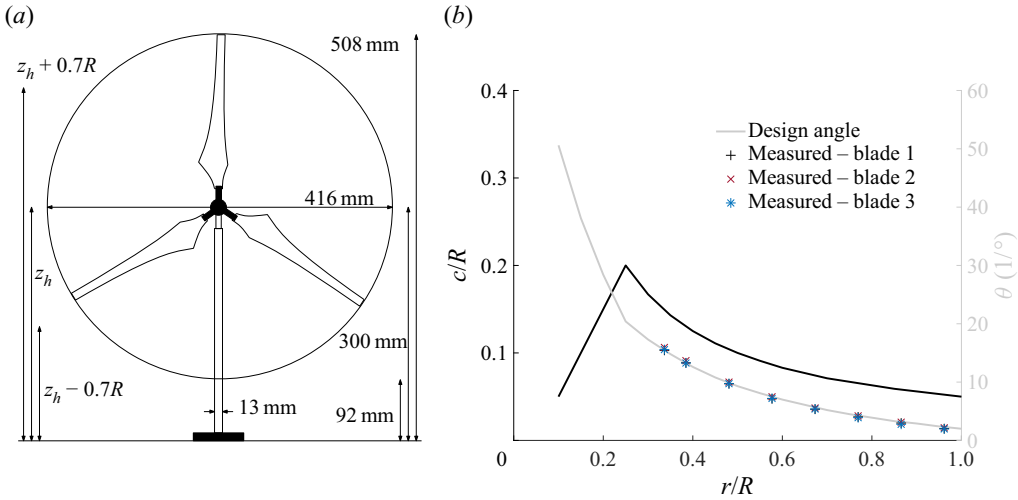 (a)
508 mm
z_h + 0.7R
416 mm
z_h
300 mm
z_h − 0.7R
13 mm
92 mm
(b)
0.4
0.3
0.2
0.1
0
c/R
60
50
40
30
20
10
0
θ (1/°)
Design angle
Measured – blade 1
Measured – blade 2
Measured – blade 3
0.2
0.4
0.6
0.8
1.0
r/R